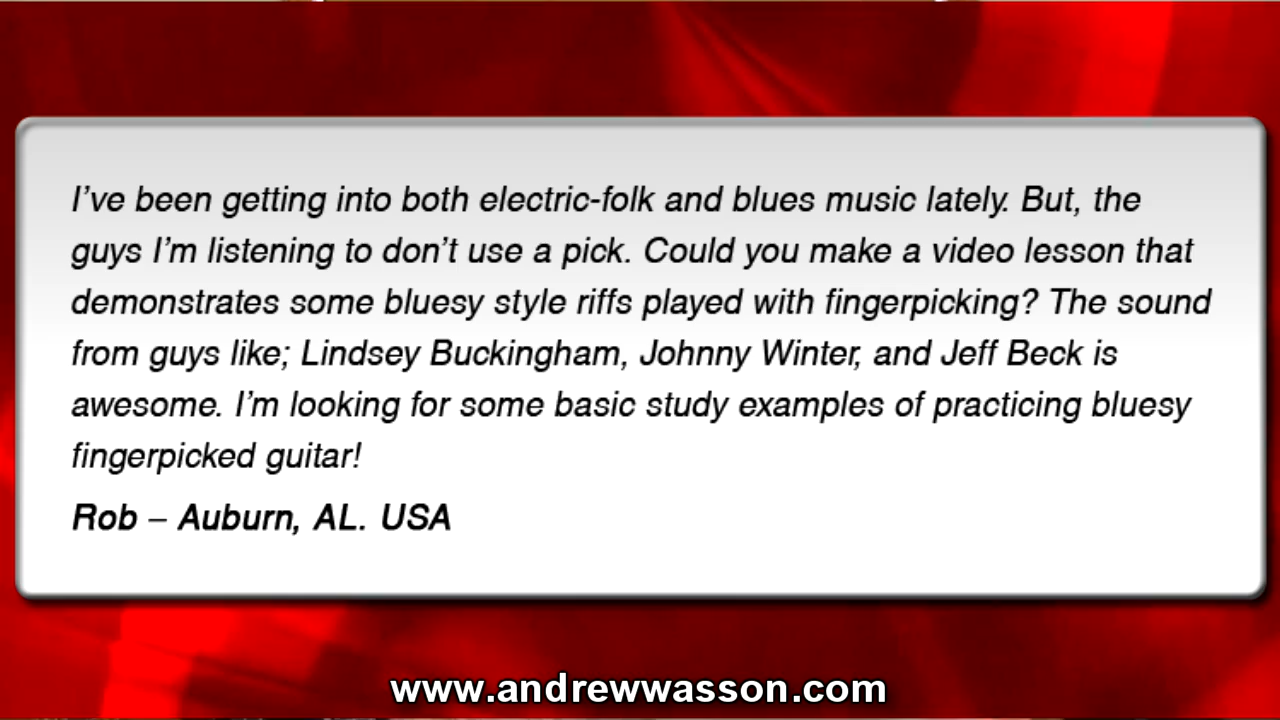 I’ve been getting into both electric-folk and blues music lately. But, the
guys I’m listening to don’t use a pick. Could you make a video lesson that
demonstrates some bluesy style riffs played with fingerpicking? The sound
from guys like; Lindsey Buckingham, Johnny Winter, and Jeff Beck is
awesome. I’m looking for some basic study examples of practicing bluesy
fingerpicked guitar!
Rob – Auburn, AL. USA
www.andrewwasson.com